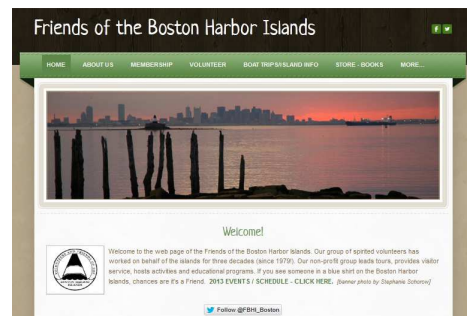 Friends of the Boston Harbor Islands
HOME ABOUT US MEMBERSHIP VOLUNTEER BOAT TRIPS/ISLAND INFO STORE - BOOKS MORE...
Welcome!
Welcome to the web page of the Friends of the Boston Harbor Islands. Our group of spirited volunteers has
worked on behalf of the islands for three decades (since 1979!). Our non-profit group leads tours, provides visitor
service, hosts activities and educational programs. If you see someone in a blue shirt on the Boston Harbor
Islands, chances are it's a Friend. 2013 EVENTS / SCHEDULE - CLICK HERE. (banner photo by Stephanie Schorow)
Follow @FBHI_Boston